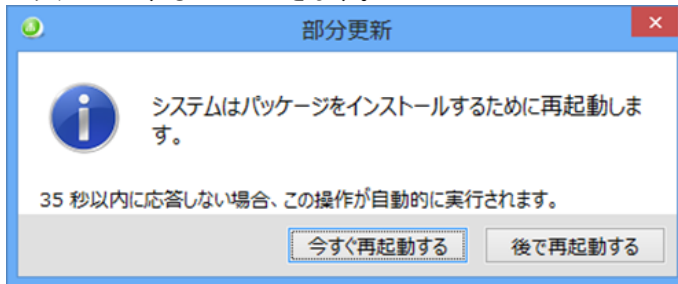 部分更新
システムはパッケージをインストールするために再起動しま
す。
35 秒以内に応答しない場合、この操作が自動的に実行されます。
今すぐ再起動する 後で再起動する